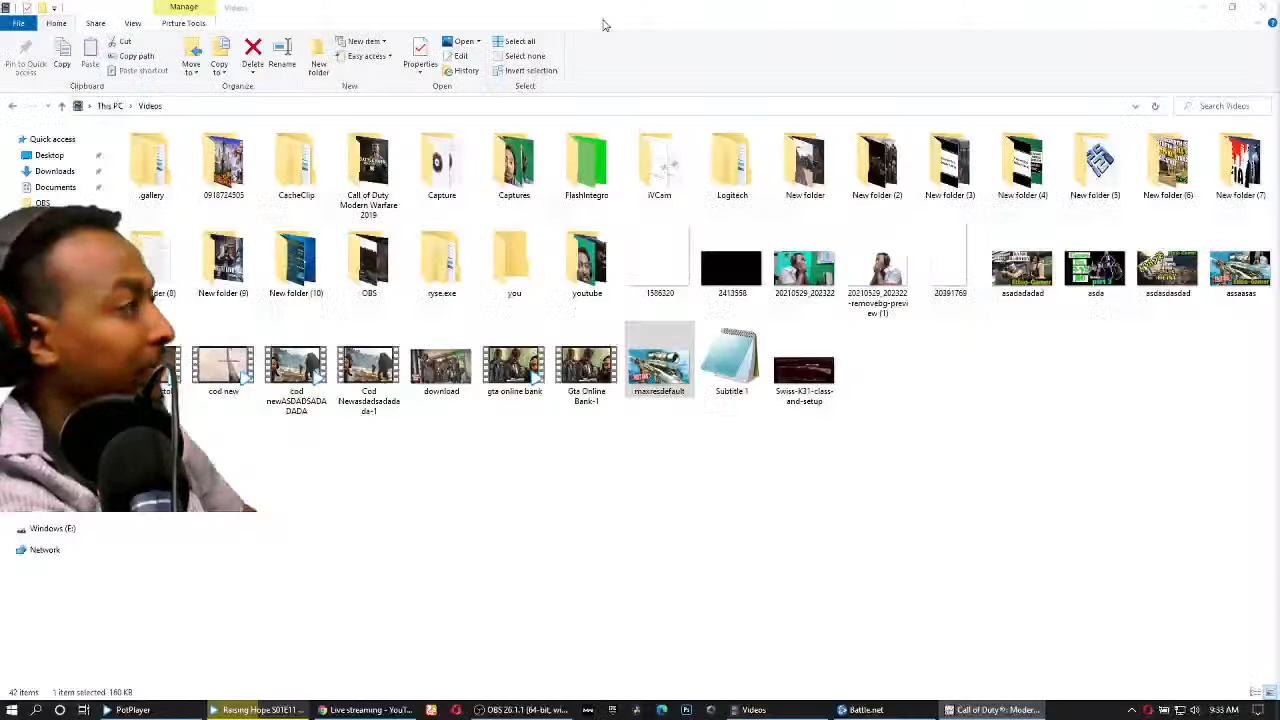 Manage
Videos
File
Home
Share
View
Picture Tools
Pin to Quick access
Copy
Paste
Cut
Copy path
Paste shortcut
Clipboard
Move to
Copy to
Delete
Rename
Organize
New folder
New item
Easy access
New
Properties
Open
Edit
History
Open
Select all
Select none
Invert selection
Select
This PC
Videos
Search Videos
Quick access
Desktop
Downloads
Documents
OBS
.gallery
0918724505
CacheClip
Call of Duty Modern Warfare 2019
Capture
Captures
FlashIntegro
iVCam
Logitech
New folder
New folder (2)
New folder (3)
New folder (4)
New folder (5)
New folder (6)
New folder (7)
der (8)
New folder (9)
New folder (10)
OBS
ryse.exe
you
youtube
1586320
2413558
20210529_202322
20210529_202322-removebg-preview (1)
20391769
asadadadad
asda
asdasdasdad
assaasas
cod new
cod newASDADSADADADA
Cod Newasdasdadada-1
download
gta online bank
Gta Online Bank-1
maxresdefault
Subtitle 1
Swiss-K31-class-and-setup
Windows (E:)
Network
42 items
1 item selected 160 KB
PotPlayer
Raising Hope S01E11 ...
Live streaming - YouT...
OBS 26.1.1 (64-bit, wi...
Videos
Battle.net
Call of Duty®: Moder...
9:33 AM